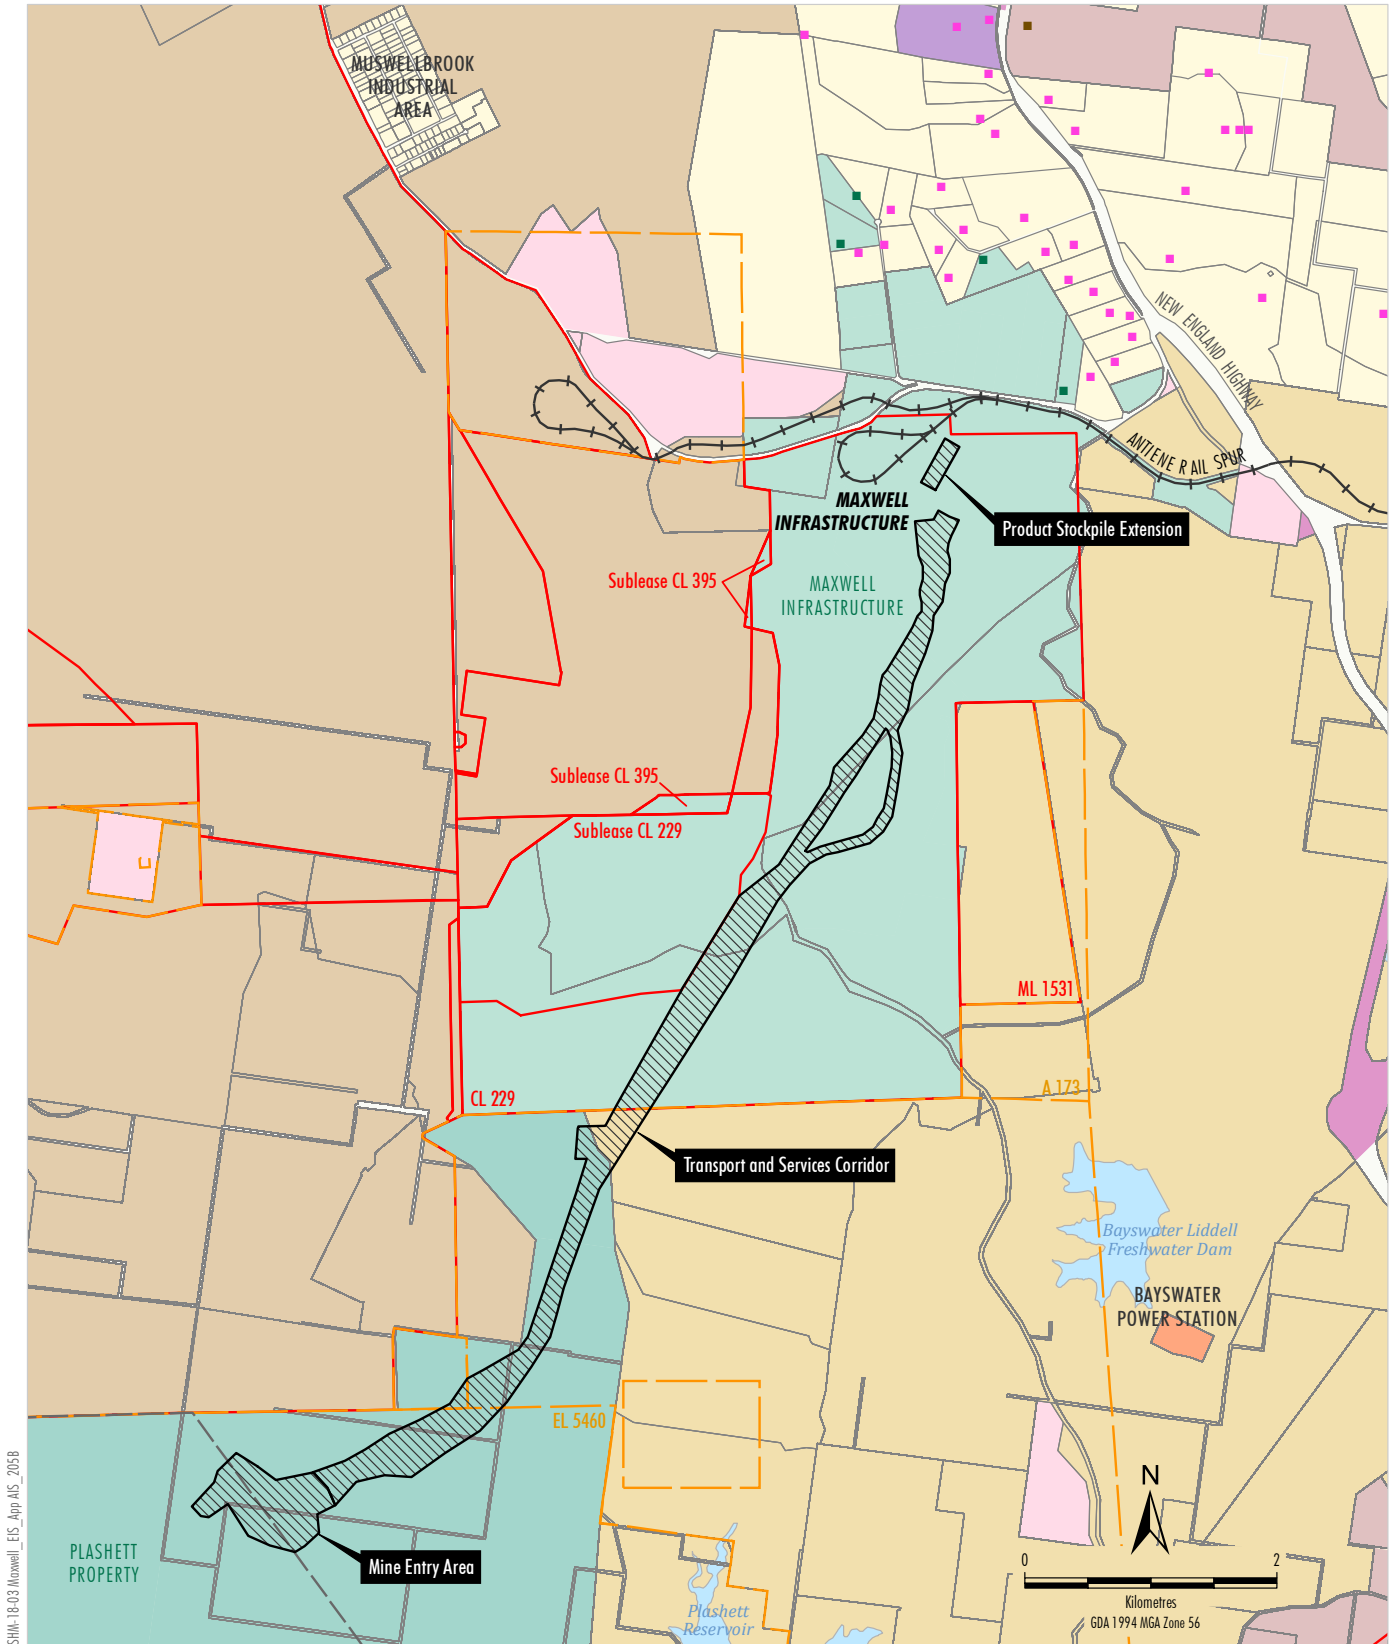 MUSWELLBROOK
INDUSTRIAL
AREA
NEW ENGLAND HIGHWAY
ANTIENE RAIL SPUR
MAXWELL
INFRASTRUCTURE
Product Stockpile Extension
Sublease CL 395
MAXWELL
INFRASTRUCTURE
Sublease CL 395
Sublease CL 229
ML 1531
CL 229
A 173
Transport and Services Corridor
Bayswater Liddell
Freshwater Dam
BAYSWATER
POWER STATION
EL 5460
PLASHETT
PROPERTY
Mine Entry Area
Plashett
Reservoir
N
0 2
Kilometres
GDA 1994 MGA Zone 56
SHM-18-03 Maxwell_EIS_App AIS_205B